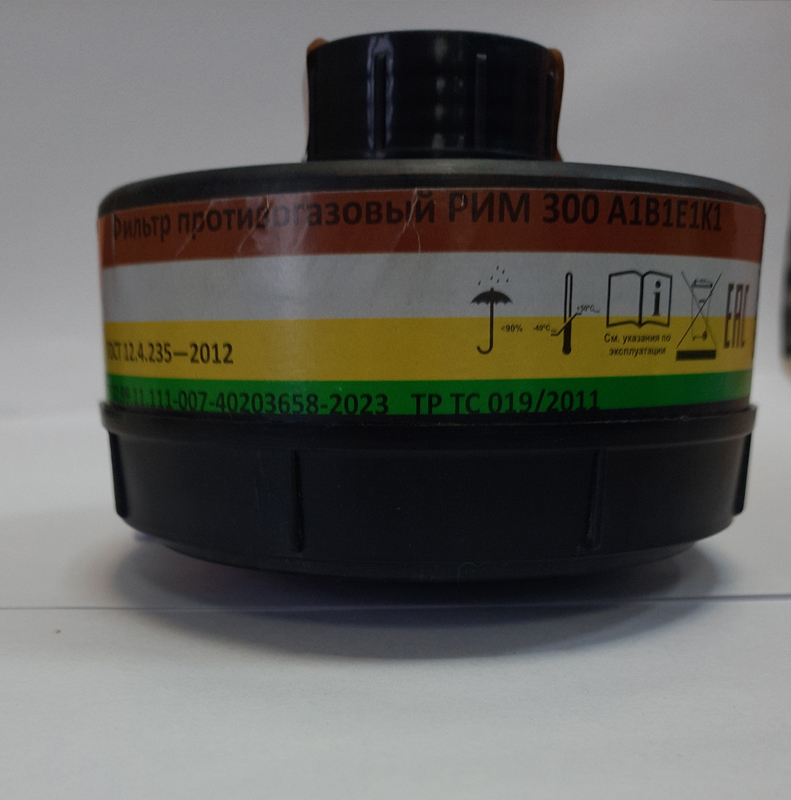 Фильтр противогазовый РИМ 300 A1B1E1K1
<90%
-40°C
+50°C
См. указания по
эксплуатации
EAC
ГОСТ 12.4.235—2012
11.111-007-40203658-2023 ТР ТС 019/2011